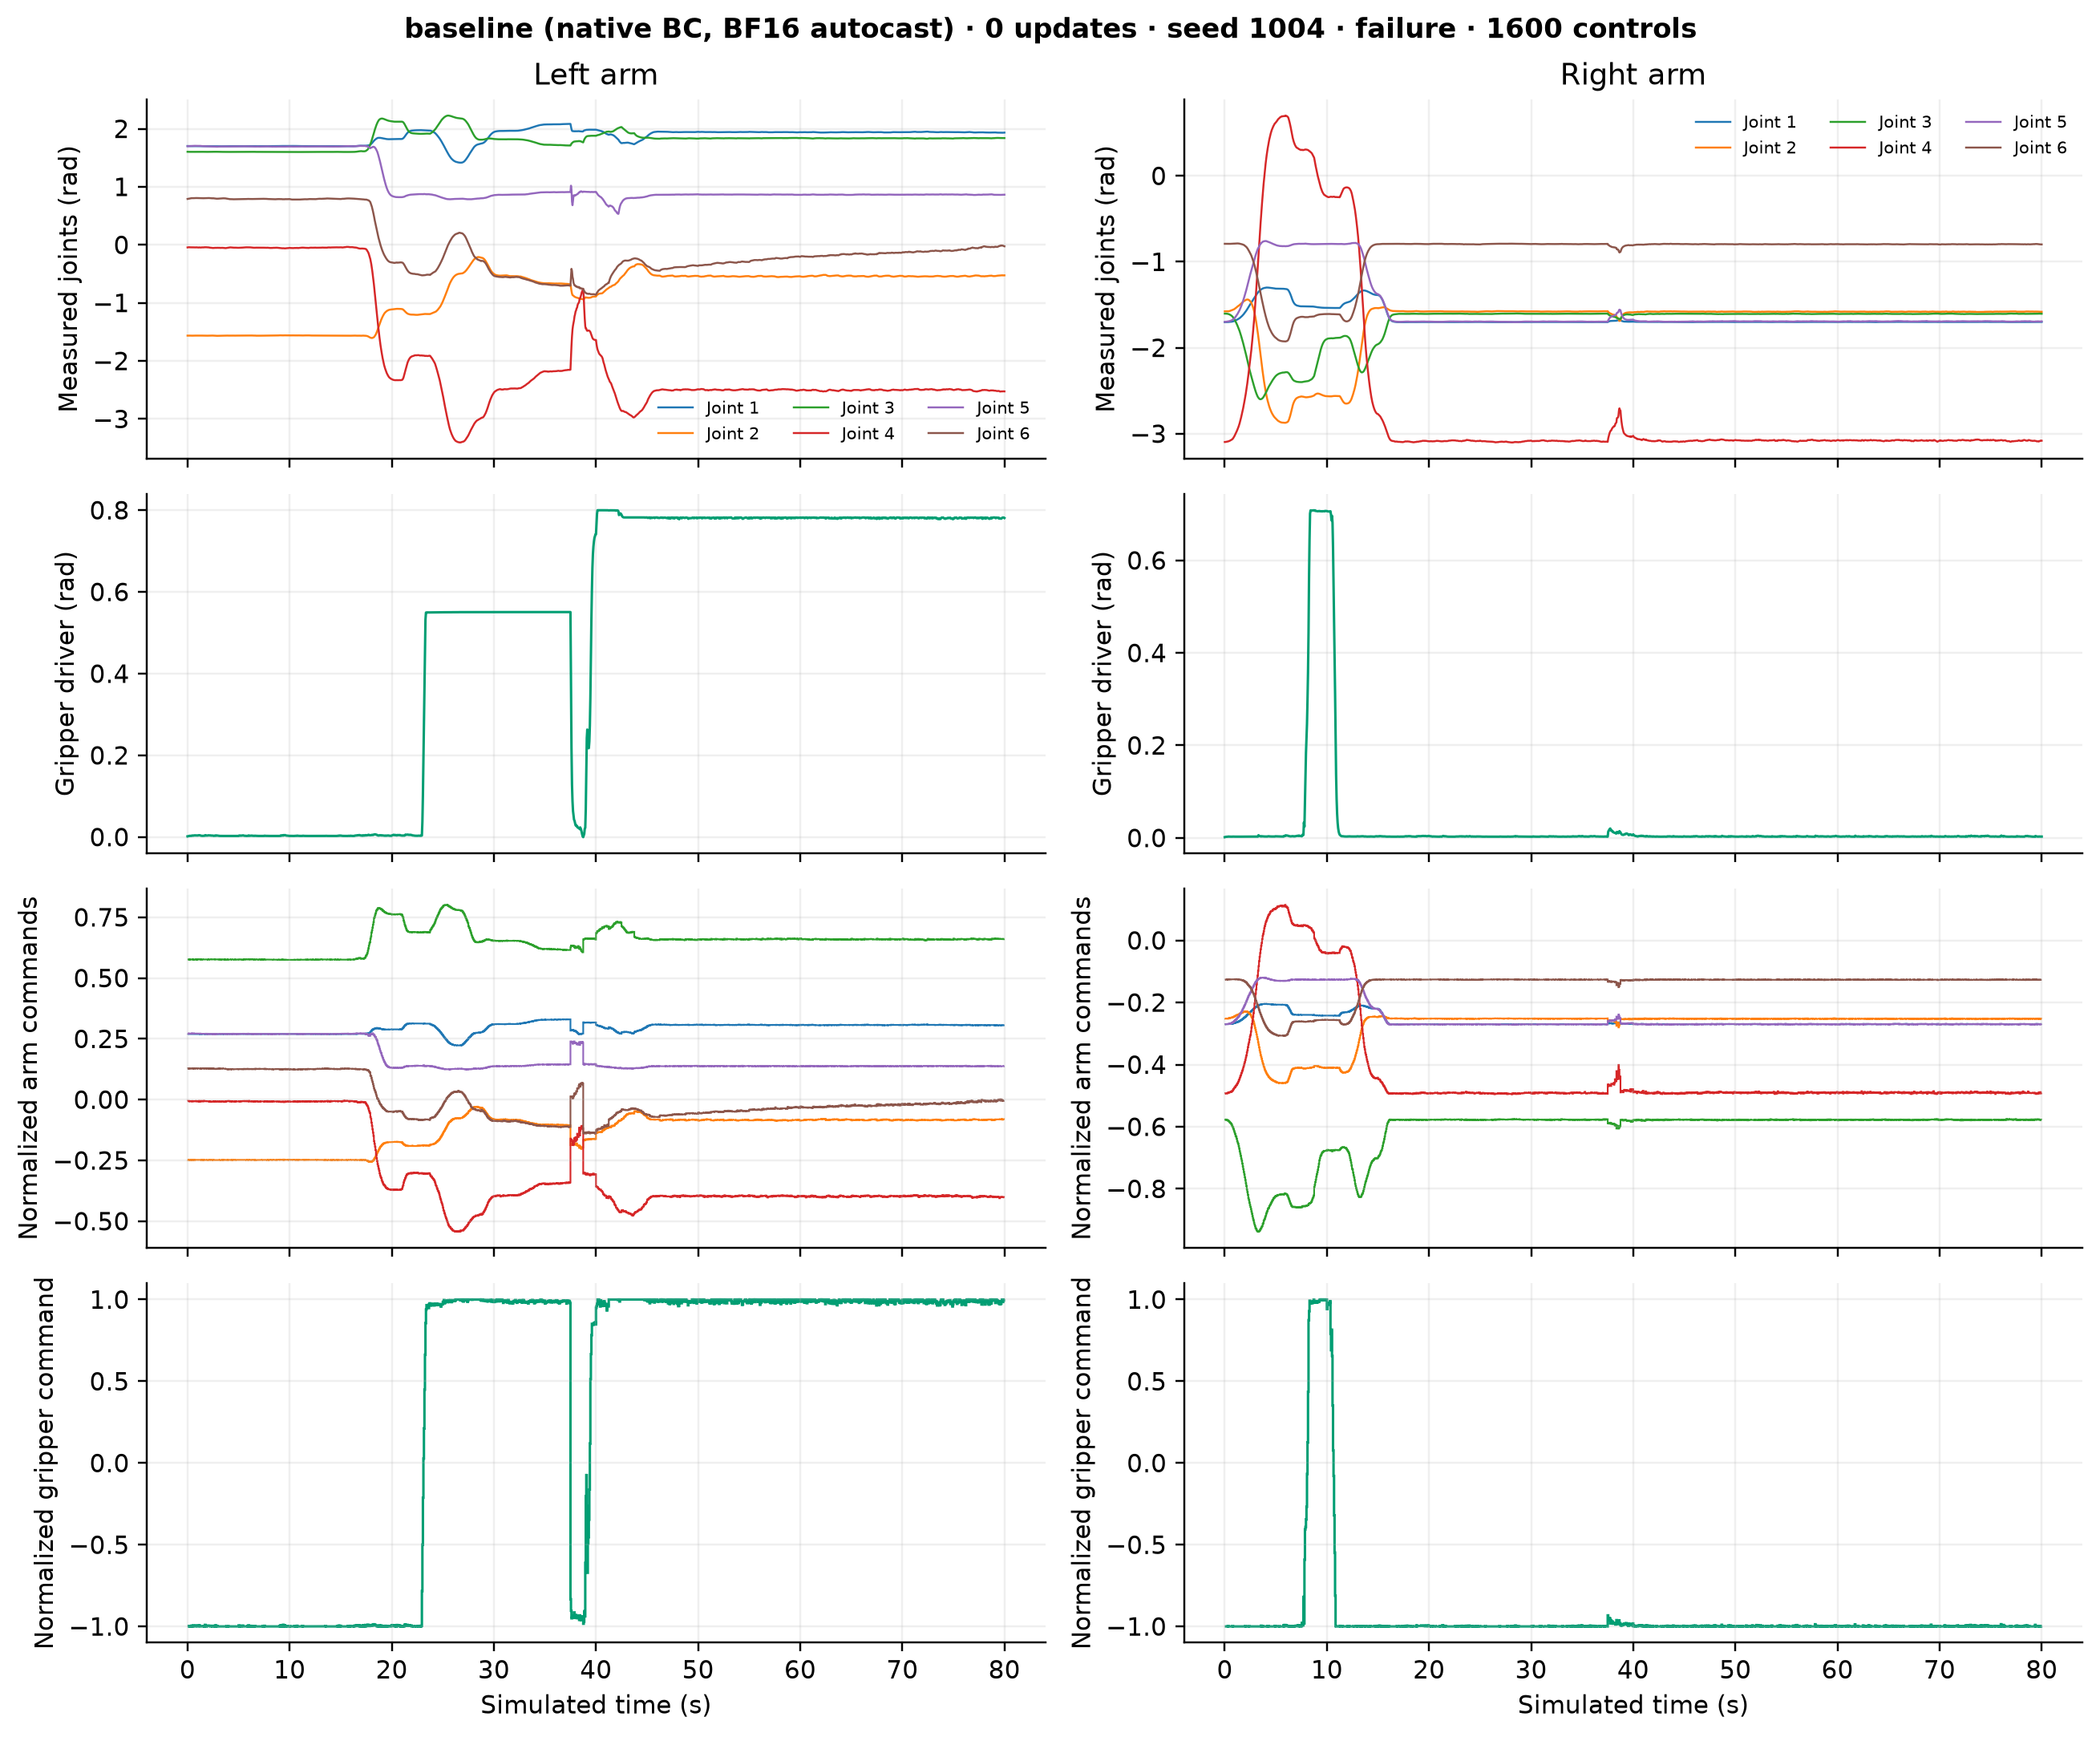 baseline (native BC, BF16 autocast) · 0 updates · seed 1004 · failure · 1600 controls
Left arm
Right arm
Measured joints (rad)
2
1
0
−1
−2
−3
Joint 1
Joint 2
Joint 3
Joint 4
Joint 5
Joint 6
Measured joints (rad)
0
−1
−2
−3
Joint 1
Joint 2
Joint 3
Joint 4
Joint 5
Joint 6
Gripper driver (rad)
0.8
0.6
0.4
0.2
0.0
Gripper driver (rad)
0.6
0.4
0.2
0.0
Normalized arm commands
0.75
0.50
0.25
0.00
−0.25
−0.50
Normalized arm commands
0.0
−0.2
−0.4
−0.6
−0.8
Normalized gripper command
1.0
0.5
0.0
−0.5
−1.0
0 10 20 30 40 50 60 70 80
Simulated time (s)
Normalized gripper command
1.0
0.5
0.0
−0.5
−1.0
0 10 20 30 40 50 60 70 80
Simulated time (s)